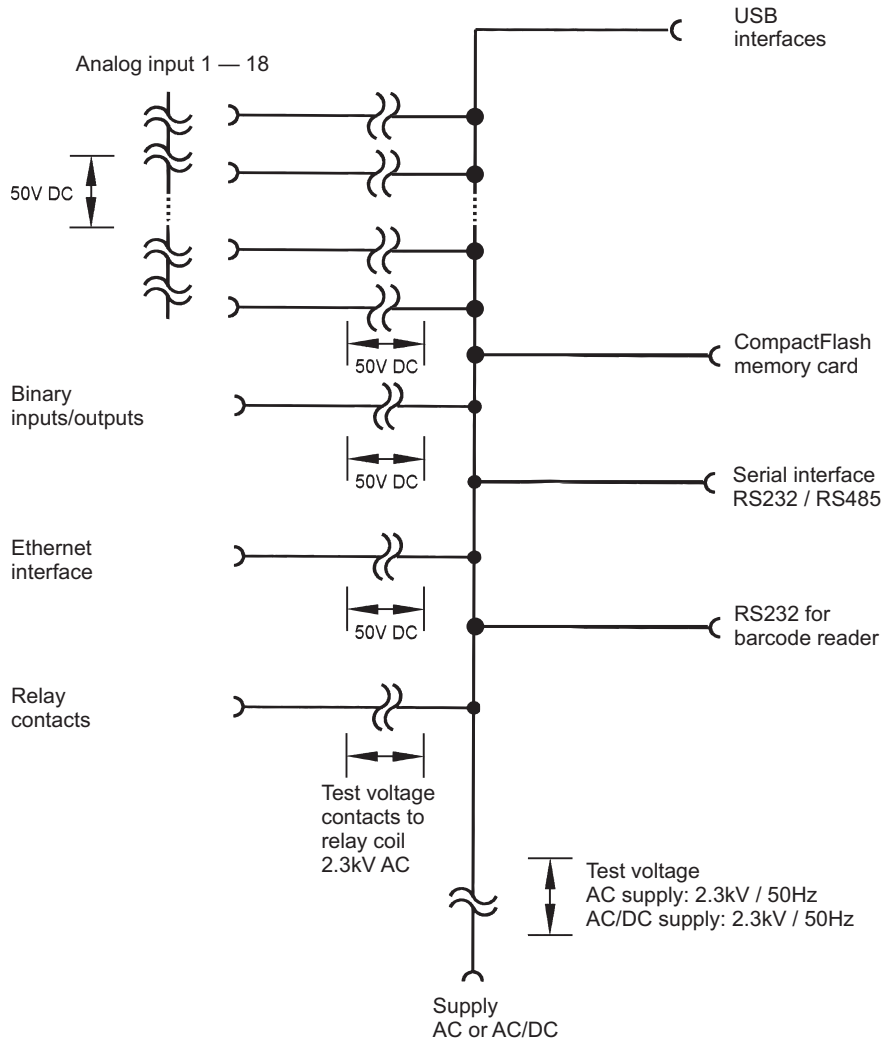 USB
interfaces
Analog input 1 — 18
50V DC
50V DC
CompactFlash
memory card
Binary
inputs/outputs
50V DC
Serial interface
RS232 / RS485
Ethernet
interface
50V DC
RS232 for
barcode reader
Relay
contacts
Test voltage
contacts to
relay coil
2.3kV AC
Test voltage
AC supply: 2.3kV / 50Hz
AC/DC supply: 2.3kV / 50Hz
Supply
AC or AC/DC